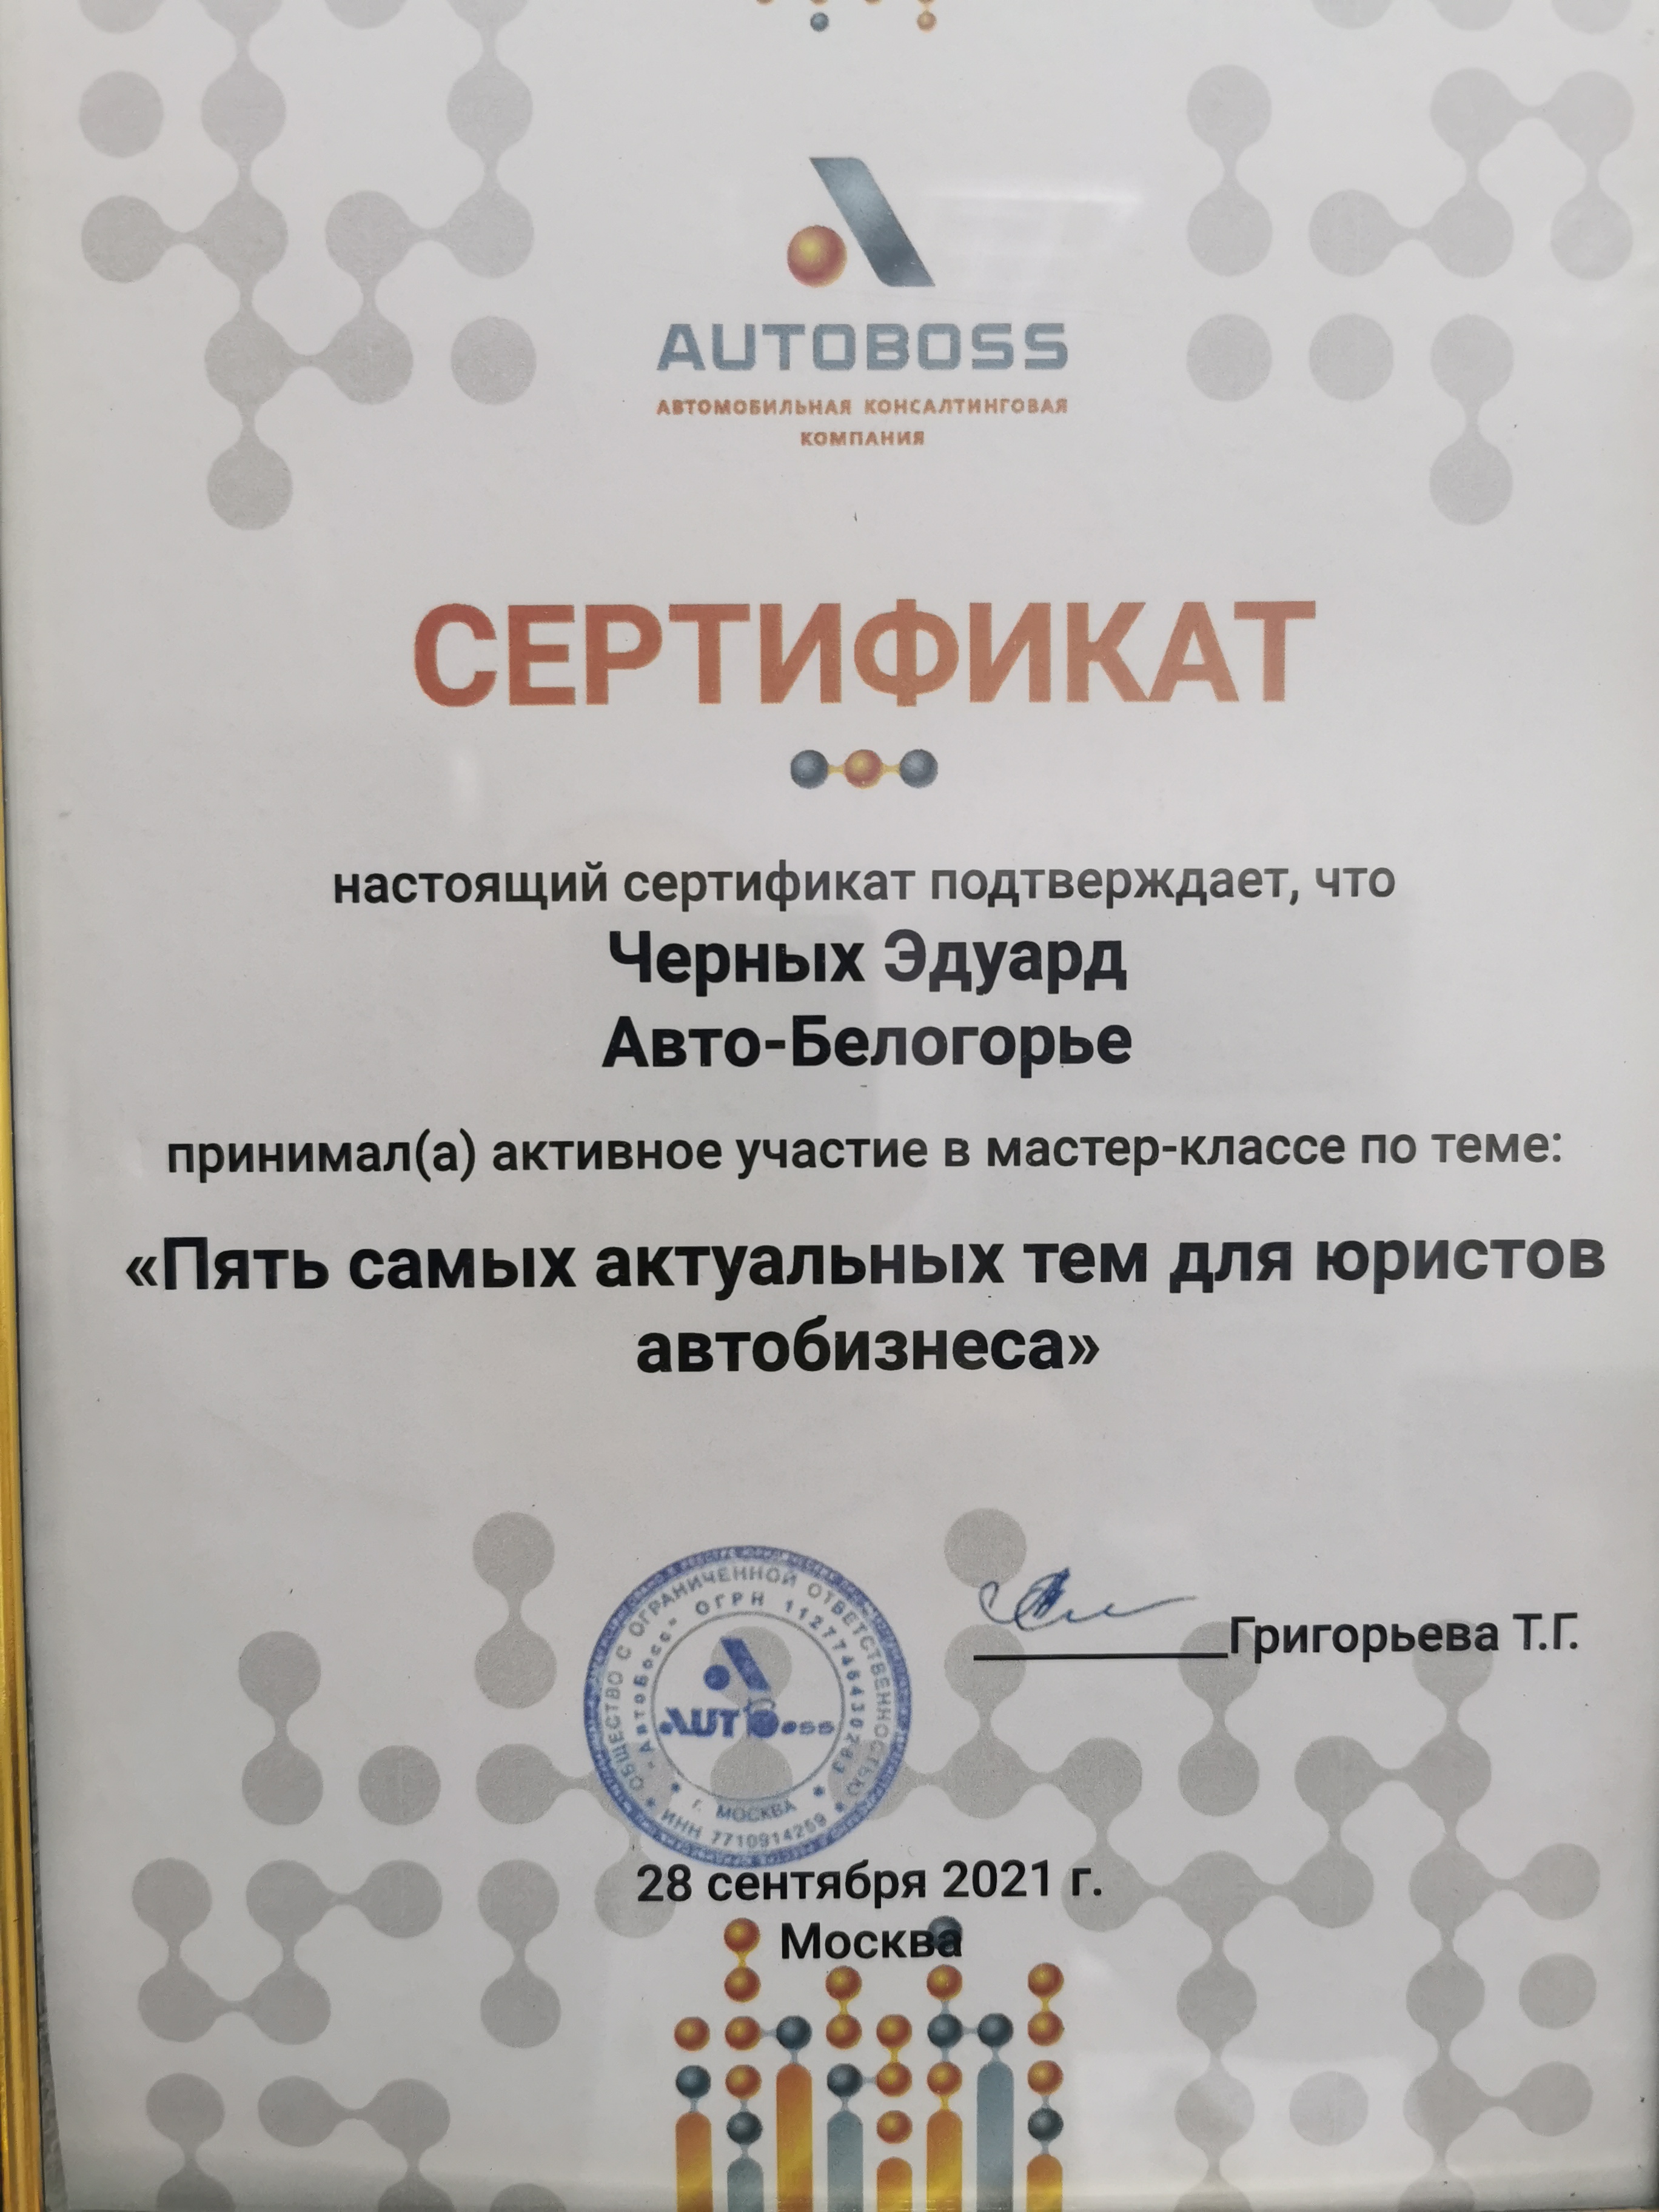 AUTOBOSS
АВТОМОБИЛЬНАЯ КОНСАЛТИНГОВАЯ
КОМПАНИЯ
СЕРТИФИКАТ
настоящий сертификат подтверждает, что
Черных Эдуард
Авто-Белогорье
принимал(а) активное участие в мастер-классе по теме:
«Пять самых актуальных тем для юристов
автобизнеса»
Григорьева Т.Г.
ОБЩЕСТВО С ОГРАНИЧЕННОЙ ОТВЕТСТВЕННОСТЬЮ
"АвтоБосс" ОГРН 1127746430283
AUTOBOSS
г. МОСКВА
ИНН 7710914259
28 сентября 2021 г.
Москва